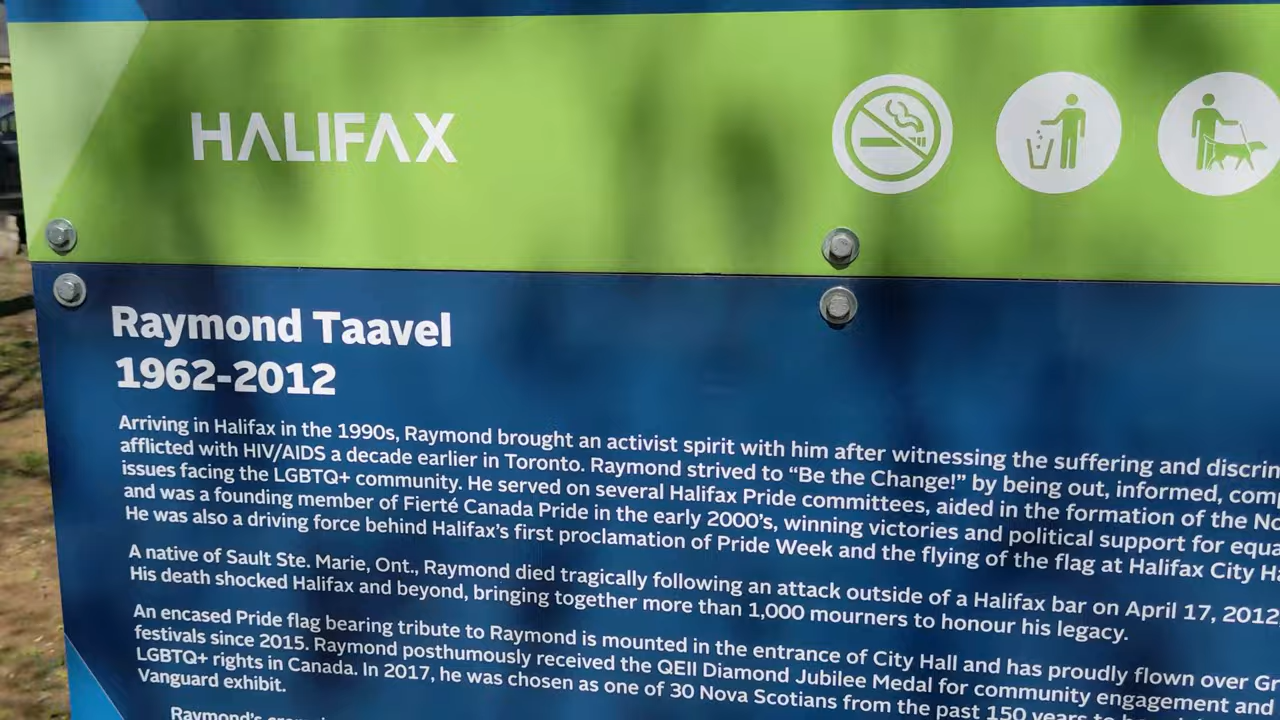 HALIFAX
Raymond Taavel
1962-2012
Arriving in Halifax in the 1990s, Raymond brought an activist spirit with him after witnessing the suffering and discrim
afflicted with HIV/AIDS a decade earlier in Toronto. Raymond strived to “Be the Change!” by being out, informed, com
issues facing the LGBTQ+ community. He served on several Halifax Pride committees, aided in the formation of the No
and was a founding member of Fierté Canada Pride in the early 2000’s, winning victories and political support for equa
He was also a driving force behind Halifax’s first proclamation of Pride Week and the flying of the flag at Halifax City Ha
A native of Sault Ste. Marie, Ont., Raymond died tragically following an attack outside of a Halifax bar on April 17, 2012.
His death shocked Halifax and beyond, bringing together more than 1,000 mourners to honour his legacy.
An encased Pride flag bearing tribute to Raymond is mounted in the entrance of City Hall and has proudly flown over Gr
festivals since 2015. Raymond posthumously received the QEII Diamond Jubilee Medal for community engagement and
LGBTQ+ rights in Canada. In 2017, he was chosen as one of 30 Nova Scotians from the past 150 years to
Vanguard exhibit.
Raymond’s